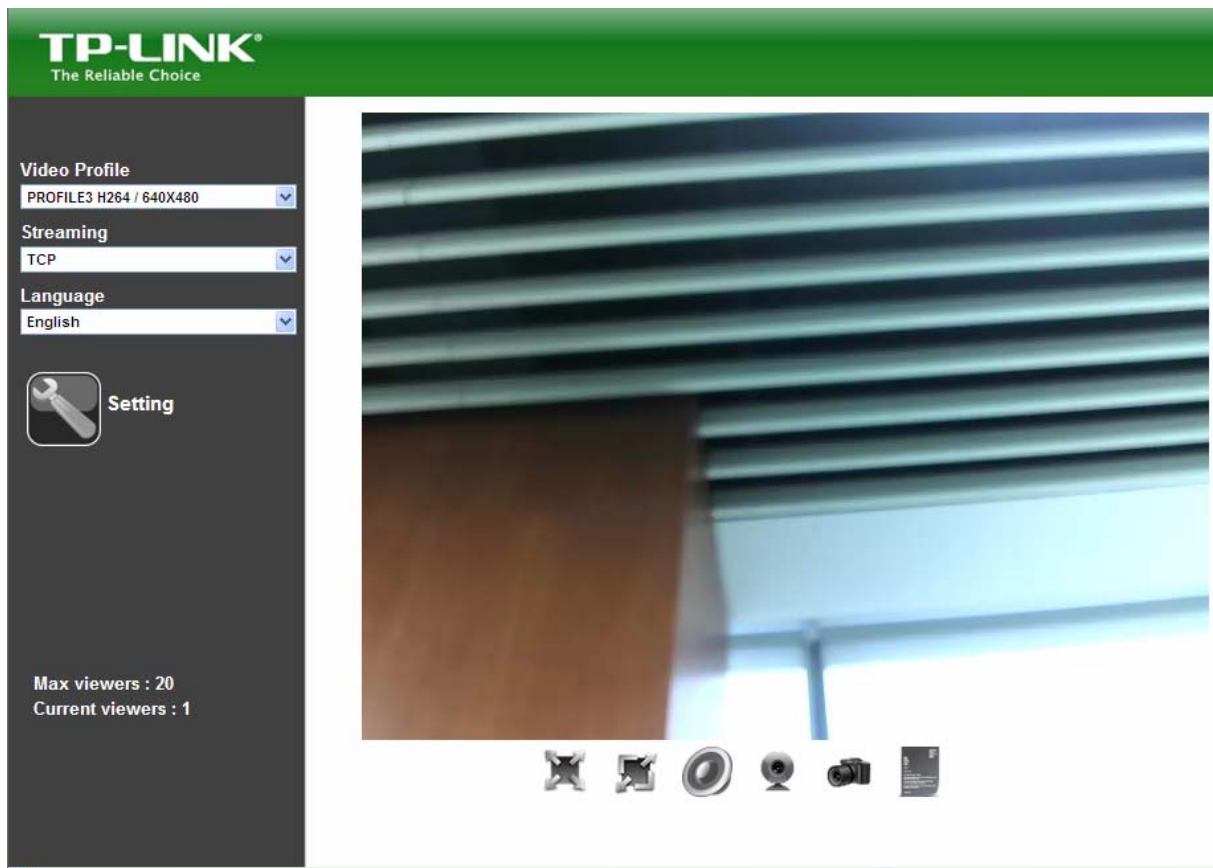 TP-LINK®
The Reliable Choice
Video Profile
PROFILE3 H264 / 640X480
Streaming
TCP
Language
English
Setting
Max viewers : 20
Current viewers : 1